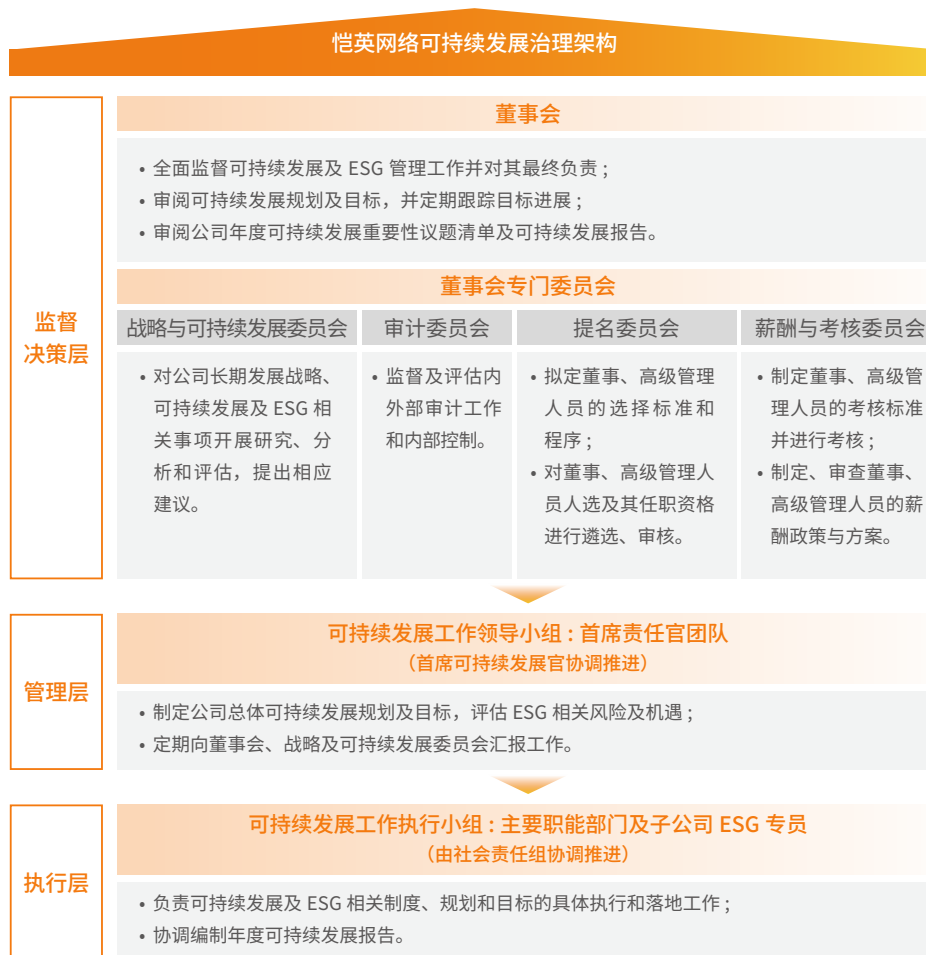 恺英网络可持续发展治理架构
监督
决策层
董事会
• 全面监督可持续发展及 ESG 管理工作并对其最终负责；
• 审阅可持续发展规划及目标，并定期跟踪目标进展；
• 审阅公司年度可持续发展重要性议题清单及可持续发展报告。
董事会专门委员会
战略与可持续发展委员会
• 对公司长期发展战略、
可持续发展及 ESG 相
关事项开展研究、分
析和评估，提出相应
建议。
审计委员会
• 监督及评估内
外部审计工作
和内部控制。
提名委员会
• 拟定董事、高级管理
人员的选择标准和
程序；
• 对董事、高级管理人
员人选及其任职资格
进行遴选、审核。
薪酬与考核委员会
• 制定董事、高级管
理人员的考核标准
并进行考核；
• 制定、审查董事、
高级管理人员的薪
酬政策与方案。
管理层
可持续发展工作领导小组 : 首席责任官团队
（首席可持续发展官协调推进）
• 制定公司总体可持续发展规划及目标，评估 ESG 相关风险及机遇；
• 定期向董事会、战略及可持续发展委员会汇报工作。
执行层
可持续发展工作执行小组 : 主要职能部门及子公司 ESG 专员
（由社会责任组协调推进）
• 负责可持续发展及 ESG 相关制度、规划和目标的具体执行和落地工作；
• 协调编制年度可持续发展报告。